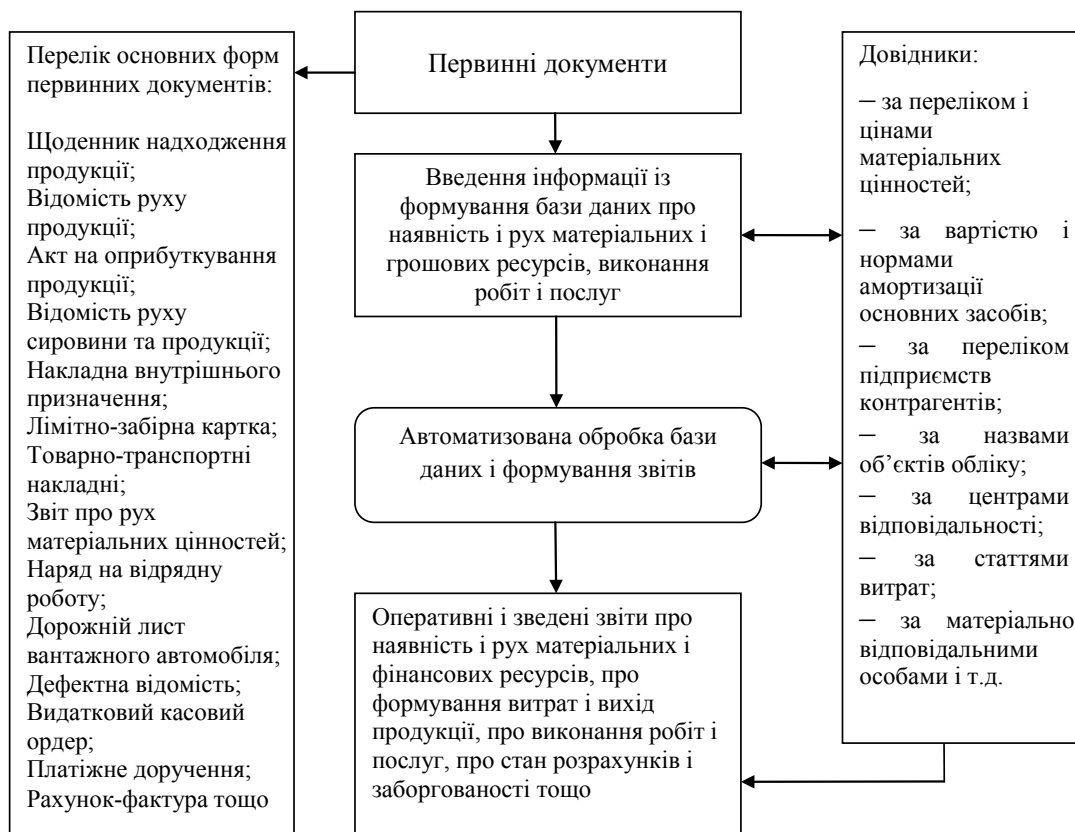 Перелік основних форм
первинних документів:
Щоденник надходження
продукції;
Відомість руху
продукції;
Акт на оприбуткування
продукції;
Відомість руху
сировини та продукції;
Накладна внутрішнього
призначення;
Лімітно-забірна картка;
Товарно-транспортні
накладні;
Звіт про рух
матеріальних цінностей;
Наряд на відрядну
роботу;
Дорожній лист
вантажного автомобіля;
Дефектна відомість;
Видатковий касовий
ордер;
Платіжне доручення;
Рахунок-фактура тощо
Первинні документи
Введення інформації із
формування бази даних про
наявність і рух матеріальних і
грошових ресурсів, виконання
робіт і послуг
Автоматизована обробка бази
даних і формування звітів
Оперативні і зведені звіти про
наявність і рух матеріальних і
фінансових ресурсів, про
формування витрат і вихід
продукції, про виконання робіт і
послуг, про стан розрахунків і
заборгованості тощо
Довідники:
– за переліком і
цінами
матеріальних
цінностей;
– за вартістю і
нормами
амортизації
основних засобів;
– за переліком
підприємств
контрагентів;
– за назвами
об’єктів обліку;
– за центрами
відповідальності;
– за статтями
витрат;
– за матеріально
відповідальними
особами і т.д.